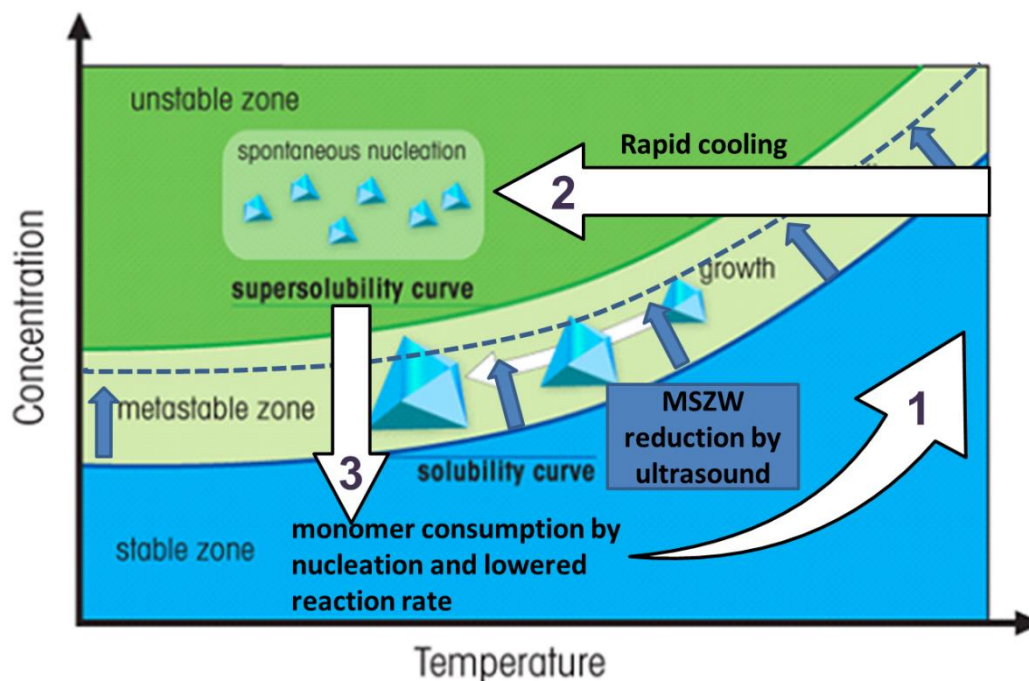 unstable zone
spontaneous nucleation
Rapid cooling
2
supersolubility curve
growth
Concentration
metastable zone
MSZW
reduction by
ultrasound
1
3
solubility curve
stable zone
monomer consumption by
nucleation and lowered
reaction rate
Temperature